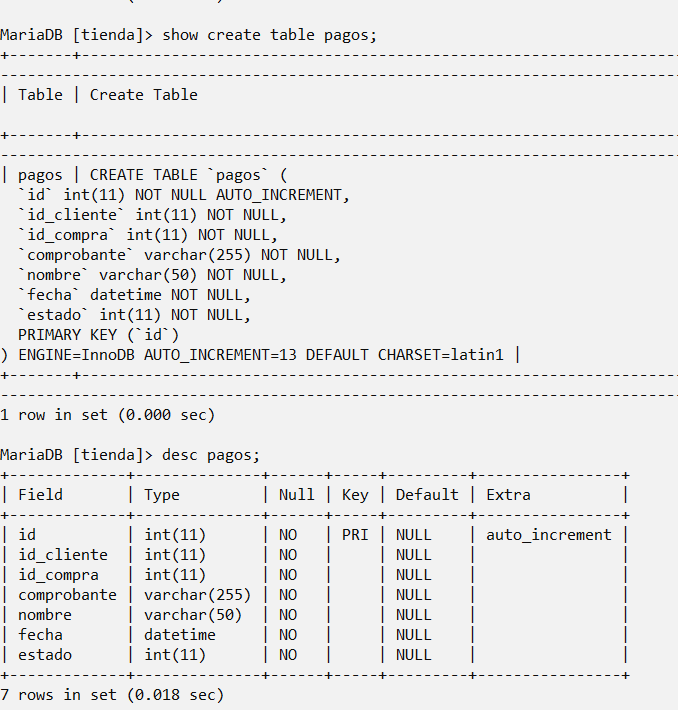 MariaDB [tienda]> show create table pagos;
+-------+------------------------------------------------------------------
---------------------------------------------------------------------------
| Table | Create Table
+-------+------------------------------------------------------------------
---------------------------------------------------------------------------
| pagos | CREATE TABLE `pagos` (
  `id` int(11) NOT NULL AUTO_INCREMENT,
  `id_cliente` int(11) NOT NULL,
  `id_compra` int(11) NOT NULL,
  `comprobante` varchar(255) NOT NULL,
  `nombre` varchar(50) NOT NULL,
  `fecha` datetime NOT NULL,
  `estado` int(11) NOT NULL,
  PRIMARY KEY (`id`)
) ENGINE=InnoDB AUTO_INCREMENT=13 DEFAULT CHARSET=latin1 |
+-------+------------------------------------------------------------------
---------------------------------------------------------------------------
1 row in set (0.000 sec)
MariaDB [tienda]> desc pagos;
+-------------+--------------+------+-----+---------+----------------+
| Field       | Type         | Null | Key | Default | Extra          |
+-------------+--------------+------+-----+---------+----------------+
| id          | int(11)      | NO   | PRI | NULL    | auto_increment |
| id_cliente  | int(11)      | NO   |     | NULL    |                |
| id_compra   | int(11)      | NO   |     | NULL    |                |
| comprobante | varchar(255) | NO   |     | NULL    |                |
| nombre      | varchar(50)  | NO   |     | NULL    |                |
| fecha       | datetime     | NO   |     | NULL    |                |
| estado      | int(11)      | NO   |     | NULL    |                |
+-------------+--------------+------+-----+---------+----------------+
7 rows in set (0.018 sec)